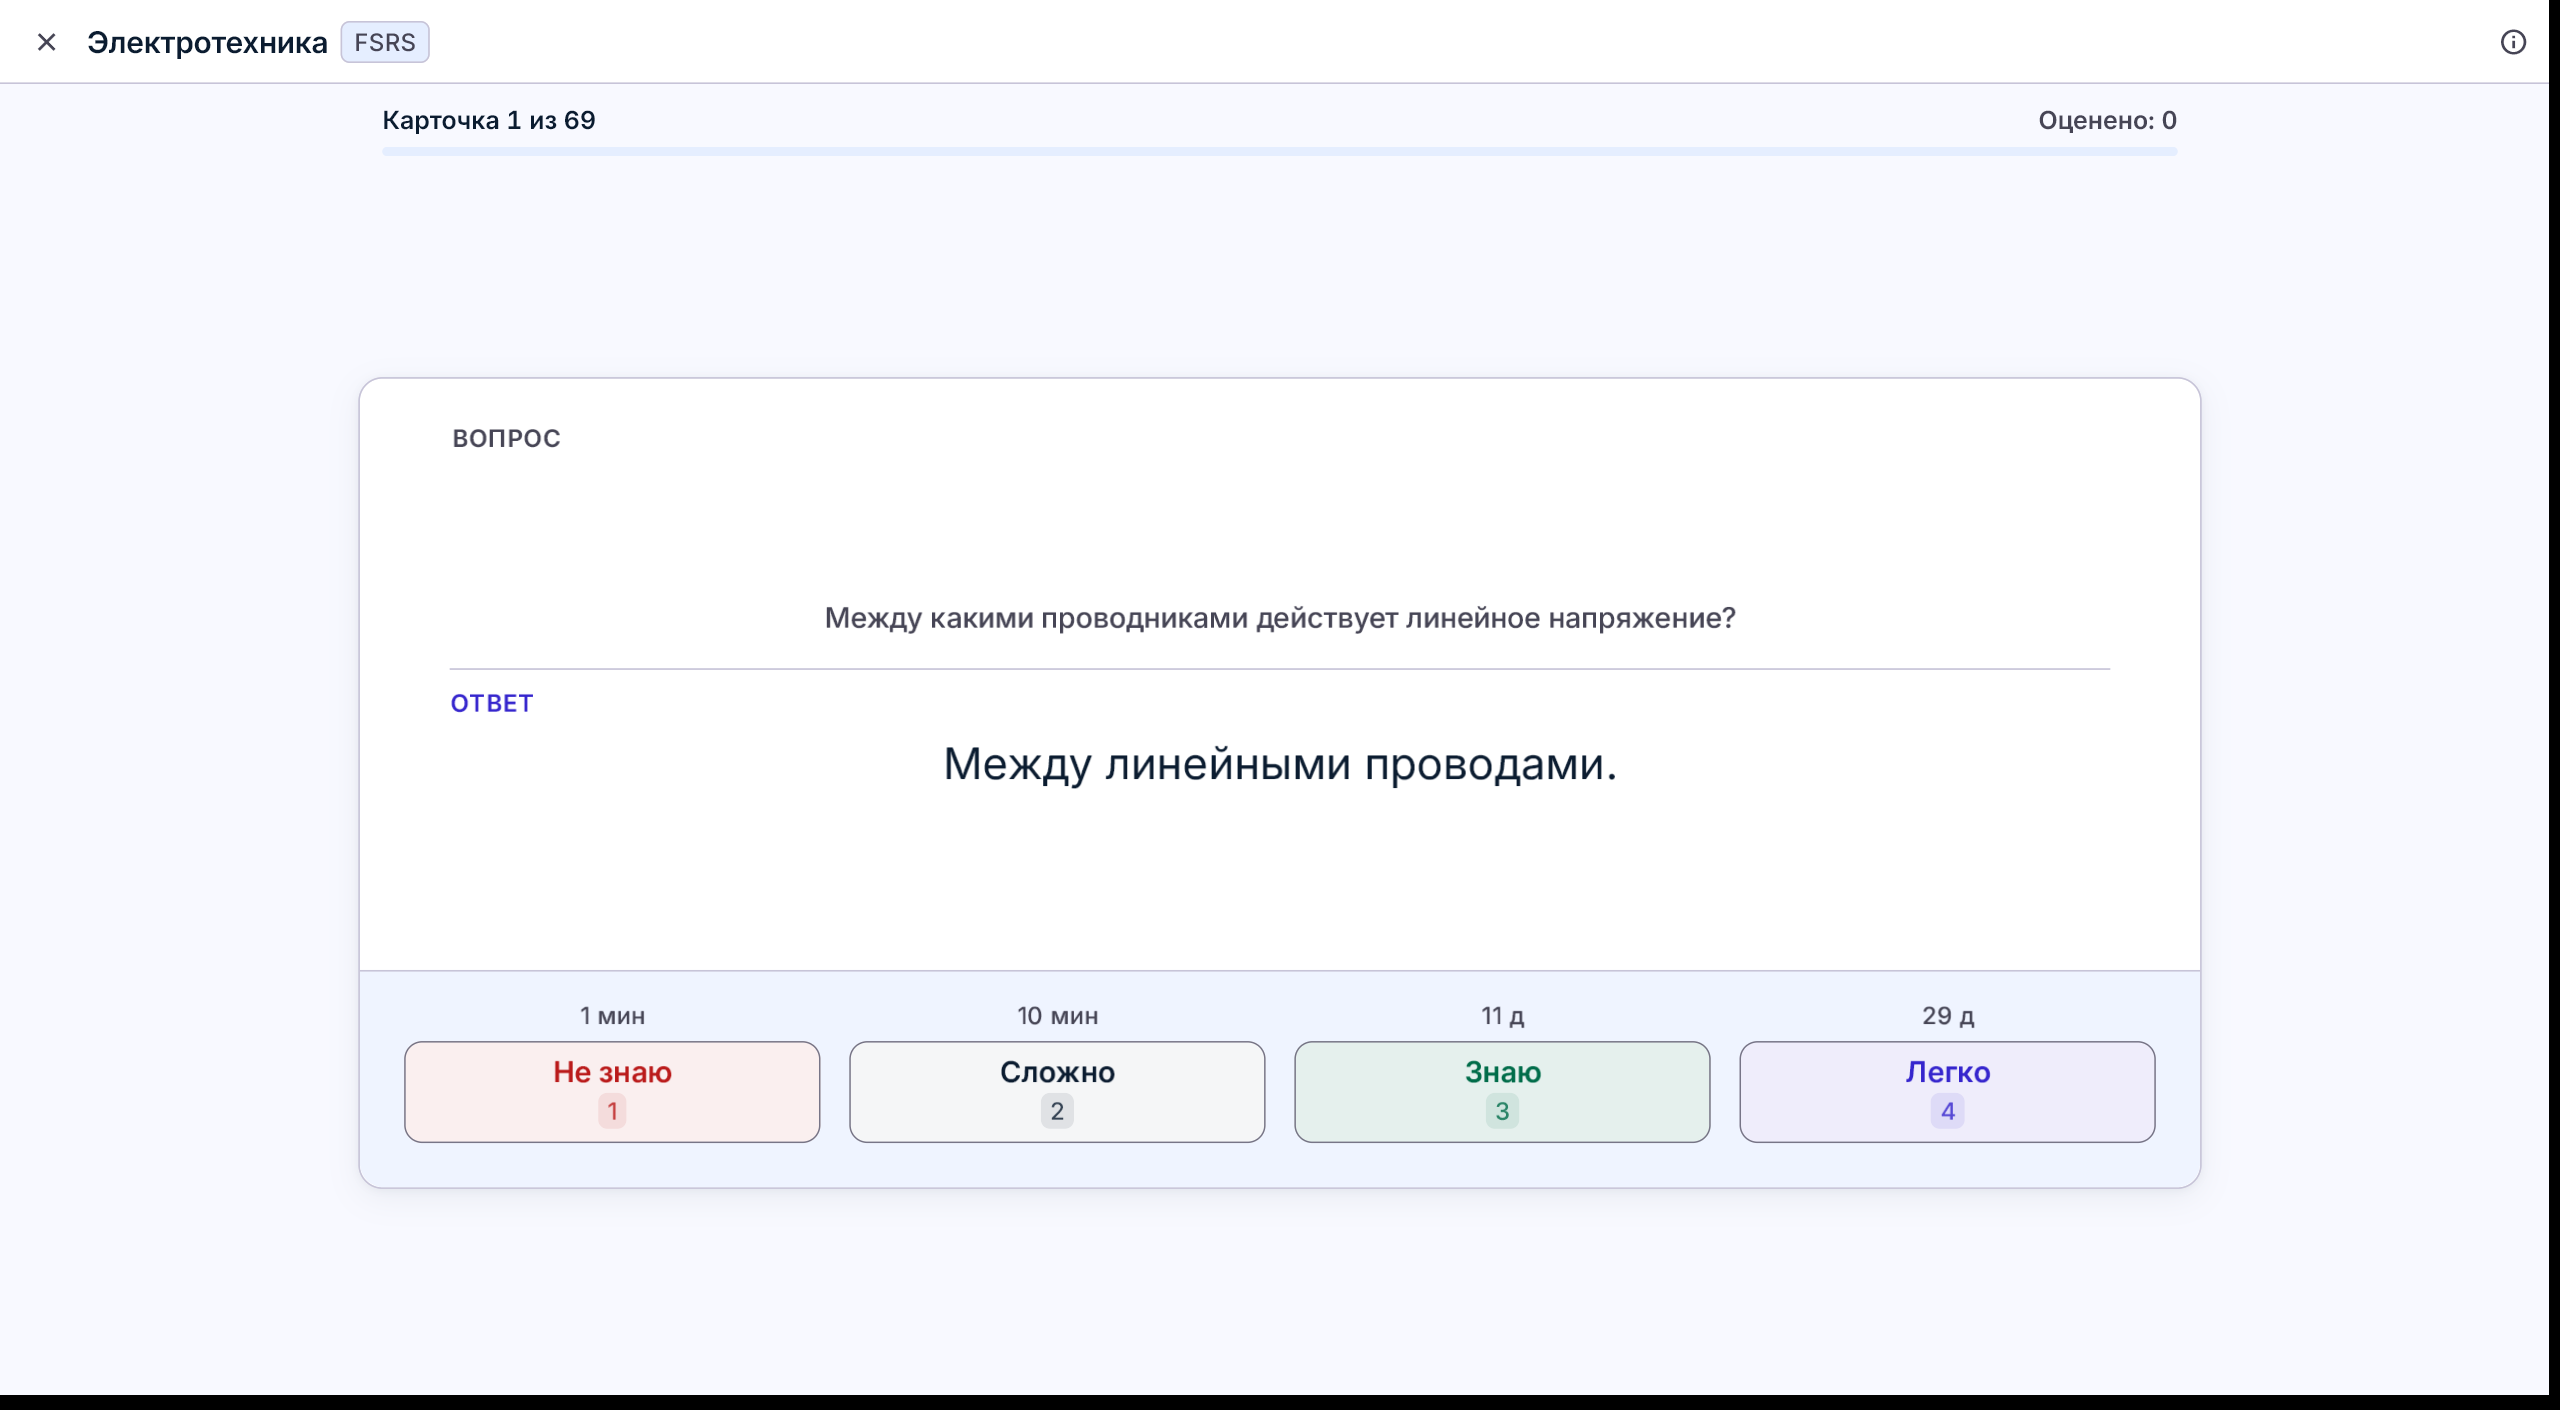 Электротехника FSRS
Карточка 1 из 69
Оценено: 0
ВОПРОС
Между какими проводниками действует линейное напряжение?
ОТВЕТ
Между линейными проводами.
1 мин
Не знаю
1
10 мин
Сложно
2
11 д
Знаю
3
29 д
Легко
4